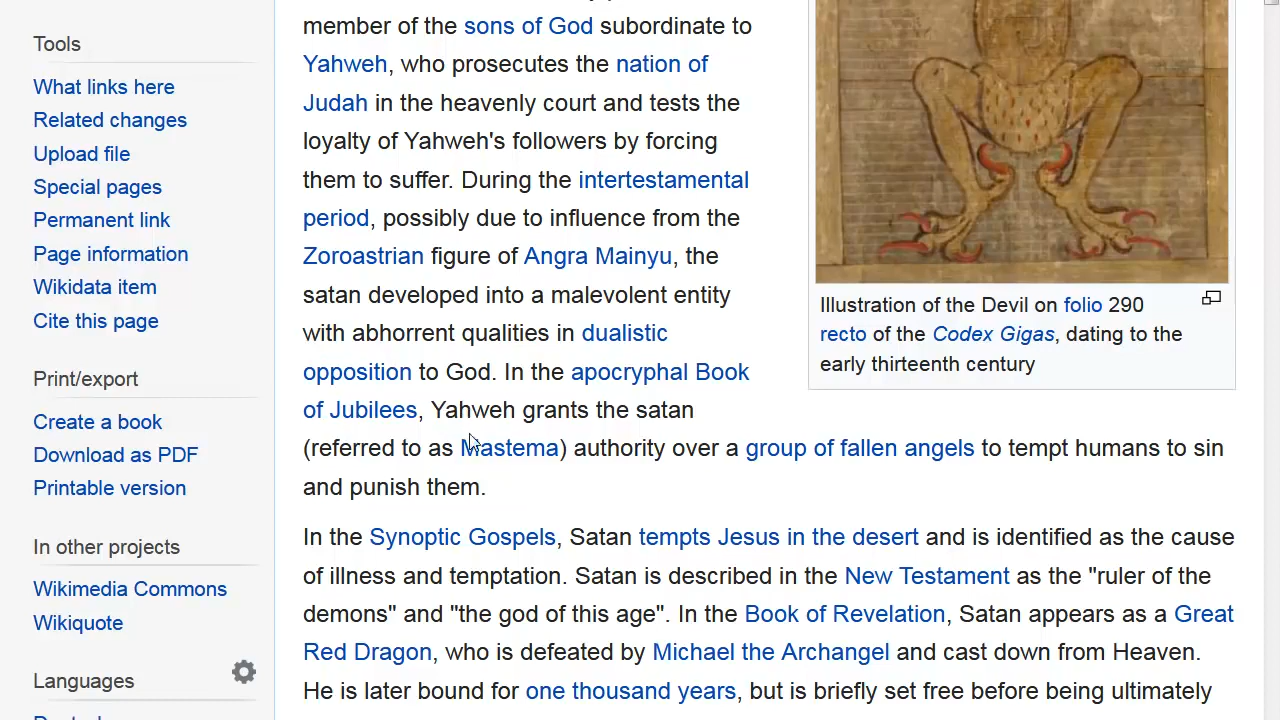 Tools
What links here
Related changes
Upload file
Special pages
Permanent link
Page information
Wikidata item
Cite this page
Print/export
Create a book
Download as PDF
Printable version
In other projects
Wikimedia Commons
Wikiquote
Languages
member of the sons of God subordinate to
Yahweh, who prosecutes the nation of
Judah in the heavenly court and tests the
loyalty of Yahweh's followers by forcing
them to suffer. During the intertestamental
period, possibly due to influence from the
Zoroastrian figure of Angra Mainyu, the
satan developed into a malevolent entity
with abhorrent qualities in dualistic
opposition to God. In the apocryphal Book
of Jubilees, Yahweh grants the satan
(referred to as Mastema) authority over a group of fallen angels to tempt humans to sin
and punish them.
In the Synoptic Gospels, Satan tempts Jesus in the desert and is identified as the cause
of illness and temptation. Satan is described in the New Testament as the "ruler of the
demons" and "the god of this age". In the Book of Revelation, Satan appears as a Great
Red Dragon, who is defeated by Michael the Archangel and cast down from Heaven.
He is later bound for one thousand years, but is briefly set free before being ultimately
Illustration of the Devil on folio 290
recto of the Codex Gigas, dating to the
early thirteenth century